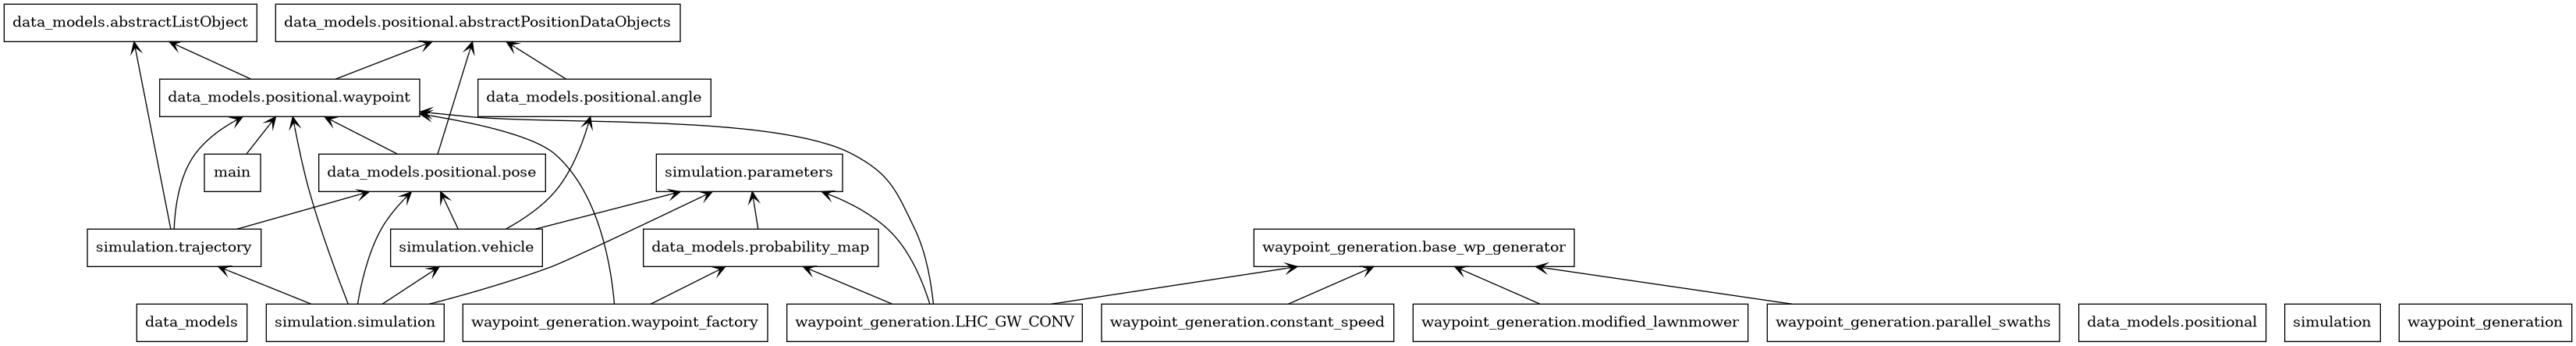 data_models.abstractListObject
data_models.positional.abstractPositionDataObjects
data_models.positional.waypoint
data_models.positional.angle
main
data_models.positional.pose
simulation.parameters
simulation.trajectory
simulation.vehicle
data_models.probability_map
waypoint_generation.base_wp_generator
data_models
simulation.simulation
waypoint_generation.waypoint_factory
waypoint_generation.LHC_GW_CONV
waypoint_generation.constant_speed
waypoint_generation.modified_lawnmower
waypoint_generation.parallel_swaths
data_models.positional
simulation
waypoint_generation